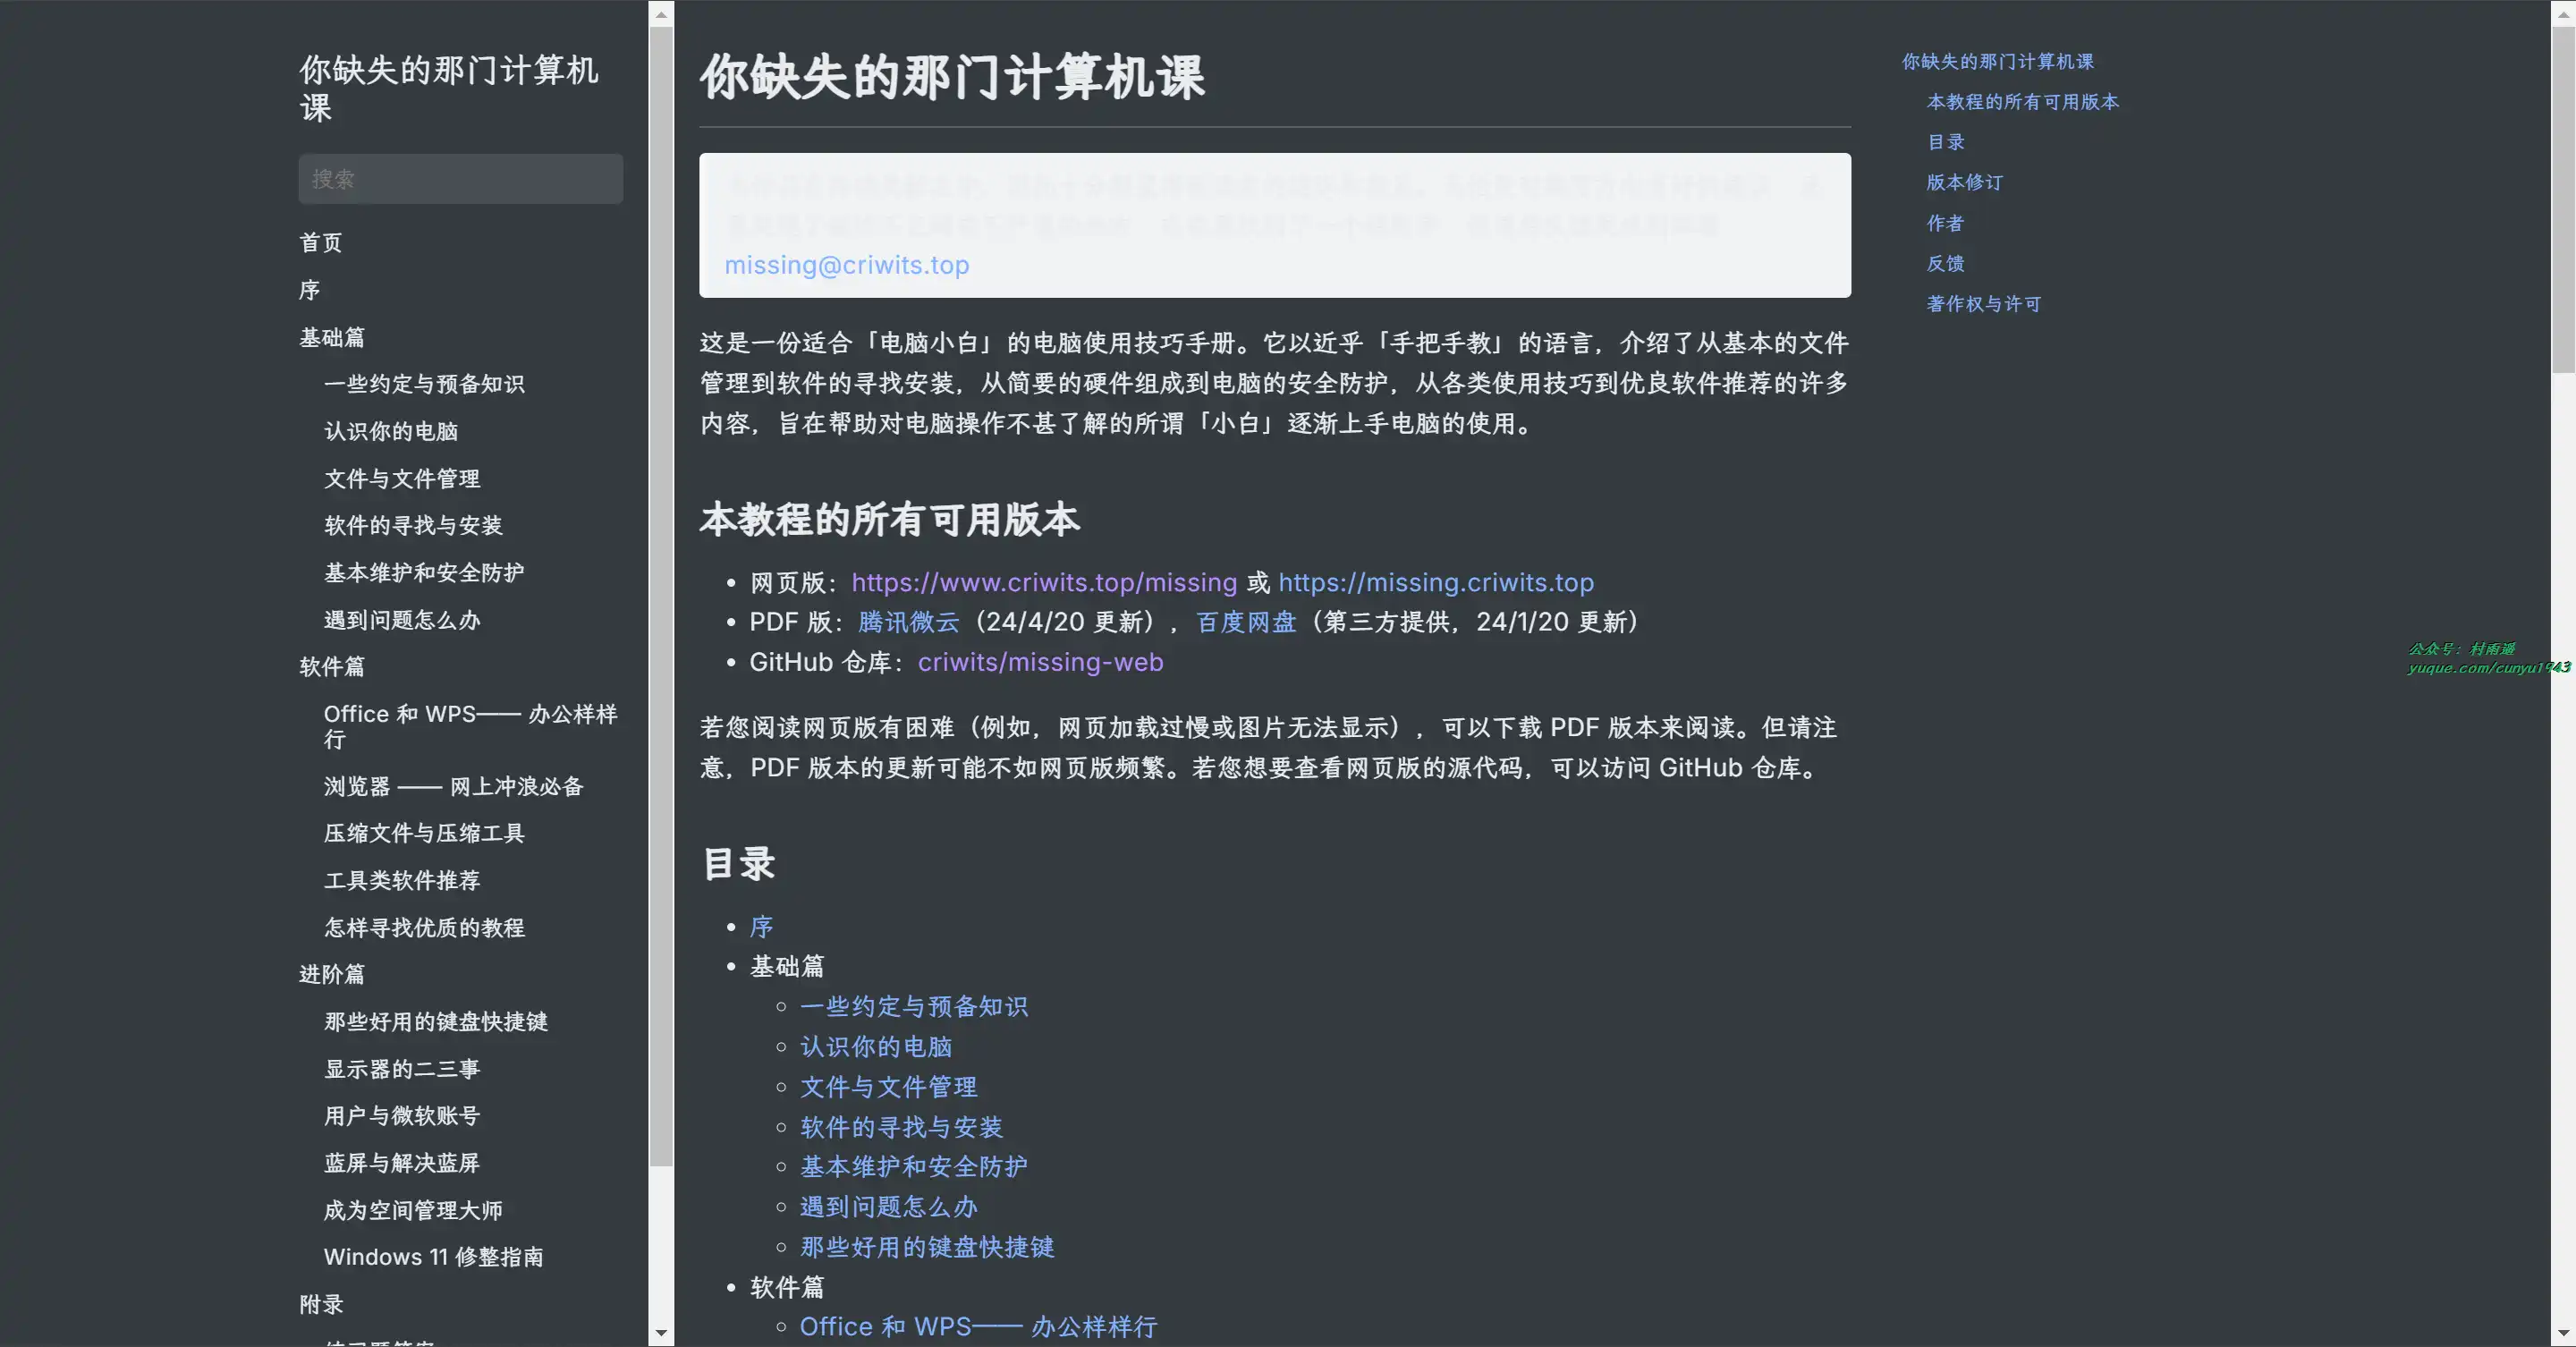 你缺失的那门计算机
课
搜索
首页
序
基础篇
一些约定与预备知识
认识你的电脑
文件与文件管理
软件的寻找与安装
基本维护和安全防护
遇到问题怎么办
软件篇
Office 和 WPS—— 办公样样
行
浏览器 —— 网上冲浪必备
压缩文件与压缩工具
工具类软件推荐
怎样寻找优质的教程
进阶篇
那些好用的键盘快捷键
显示器的二三事
用户与微软账号
蓝屏与解决蓝屏
成为空间管理大师
Windows 11 修整指南
附录
你缺失的那门计算机课
missing@criwits.top
这是一份适合「电脑小白」的电脑使用技巧手册。它以近乎「手把手教」的语言，介绍了从基本的文件
管理到软件的寻找安装，从简要的硬件组成到电脑的安全防护，从各类使用技巧到优良软件推荐的许多
内容，旨在帮助对电脑操作不甚了解的所谓「小白」逐渐上手电脑的使用。
本教程的所有可用版本
网页版：https://www.criwits.top/missing 或 https://missing.criwits.top
PDF 版：腾讯微云（24/4/20 更新），百度网盘（第三方提供，24/1/20 更新）
GitHub 仓库：criwits/missing-web
若您阅读网页版有困难（例如，网页加载过慢或图片无法显示），可以下载 PDF 版本来阅读。但请注
意，PDF 版本的更新可能不如网页版频繁。若您想要查看网页版的源代码，可以访问 GitHub 仓库。
目录
序
基础篇
一些约定与预备知识
认识你的电脑
文件与文件管理
软件的寻找与安装
基本维护和安全防护
遇到问题怎么办
那些好用的键盘快捷键
软件篇
Office 和 WPS—— 办公样样行
你缺失的那门计算机课
本教程的所有可用版本
目录
版本修订
作者
反馈
著作权与许可
公众号：村雨遥
yuque.com/cunyu1943